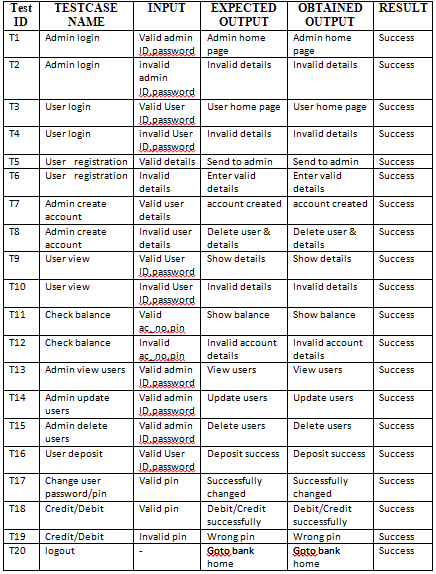 Test ID TESTCASE NAME INPUT EXPECTED OUTPUT OBTAINED OUTPUT RESULT
T1 Admin login Valid admin ID,password Admin home page Admin home page Success
T2 Admin login invalid admin ID,password Invalid details Invalid details Success
T3 User login Valid User ID,password User home page User home page Success
T4 User login invalid User ID,password Invalid details Invalid details Success
T5 User registration Valid details Send to admin Send to admin Success
T6 User registration Invalid details Enter valid details Enter valid details Success
T7 Admin create account Valid user details account created account created Success
T8 Admin create account Invalid user details Delete user & details Delete user & details Success
T9 User view Valid User ID,password Show details Show details Success
T10 User view Invalid User ID,password Invalid details Invalid details Success
T11 Check balance Valid ac_no,pin Show balance Show balance Success
T12 Check balance Invalid ac_no,pin Invalid account details Invalid account details Success
T13 Admin view users Valid admin ID,password View users View users Success
T14 Admin update users Valid admin ID,password Update users Update users Success
T15 Admin delete users Valid admin ID,password Delete users Delete users Success
T16 User deposit Valid User ID,password Deposit success Deposit success Success
T17 Change user password/pin Valid pin Successfully changed Successfully changed Success
T18 Credit/Debit Valid pin Debit/Credit successfully Debit/Credit successfully Success
T19 Credit/Debit Invalid pin Wrong pin Wrong pin Success
T20 logout - Goto bank home Goto bank home Success